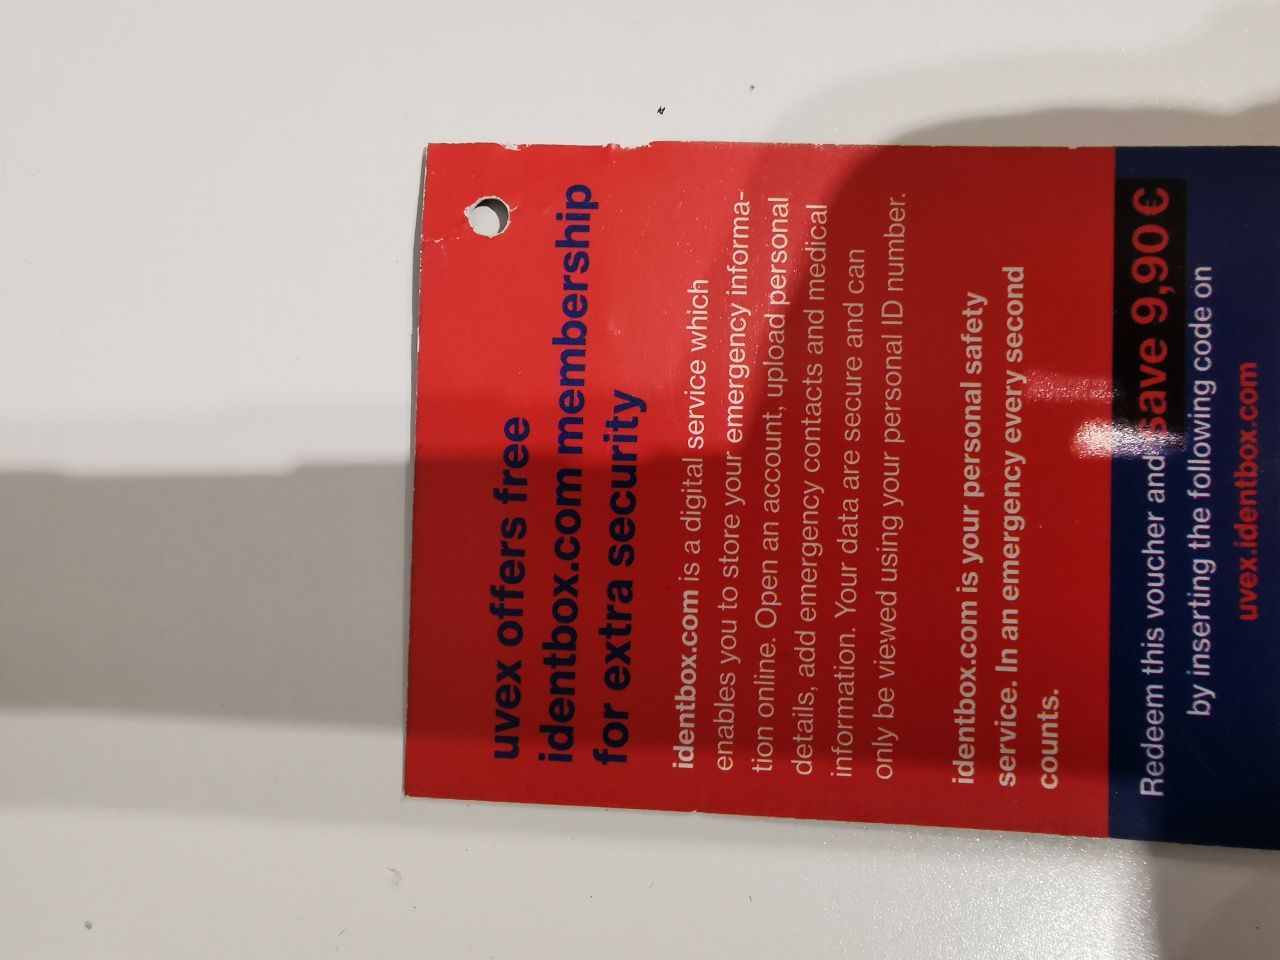 uvex offers free
identbox.com membership
for extra security
identbox.com is a digital service which
enables you to store your emergency informa-
tion online. Open an account, upload personal
details, add emergency contacts and medical
information. Your data are secure and can
only be viewed using your personal ID number.
identbox.com is your personal safety
service. In an emergency every second
counts.
Redeem this voucher and save 9,90 €
by inserting the following code on
uvex.identbox.com